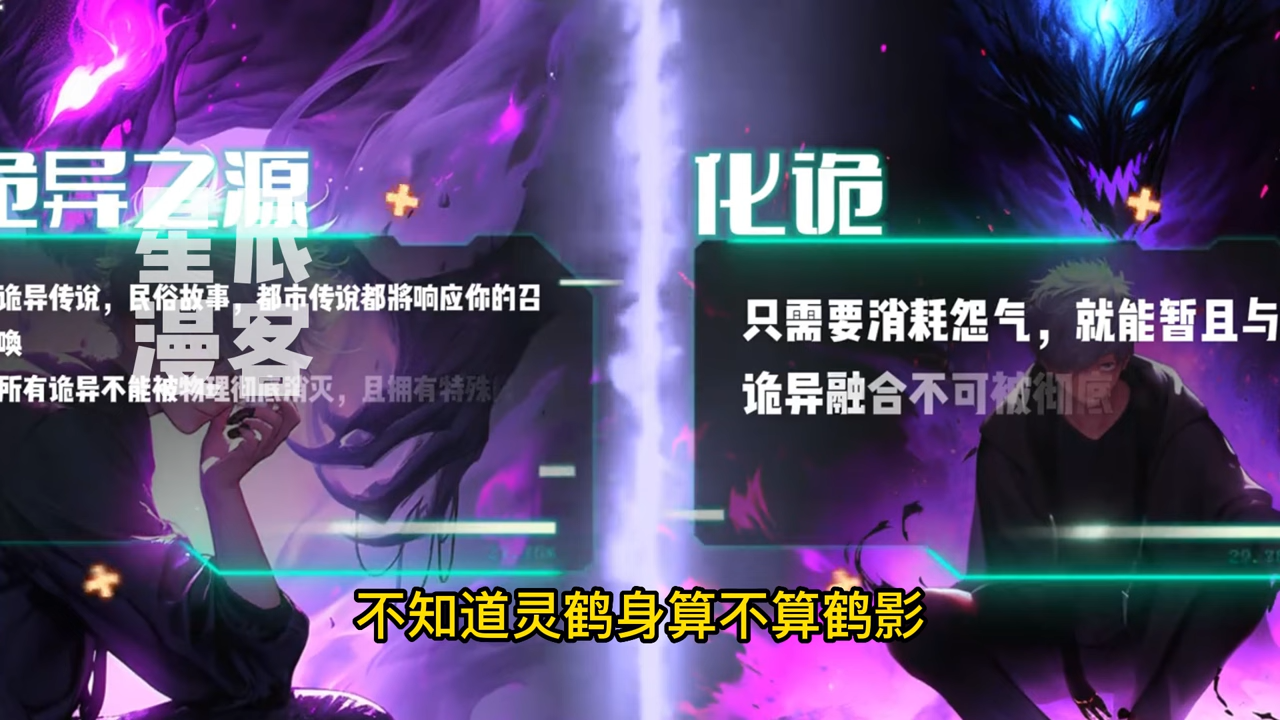 诡异之源
诡异传说，民俗故事，都市传说都將响应你的召
唤
所有诡异不能被物理彻底消灭，且拥有特殊
化诡
只需要消耗怨气，就能暂且与
诡异融合不可被彻底
星辰
漫客
不知道灵鹤身算不算鹤影